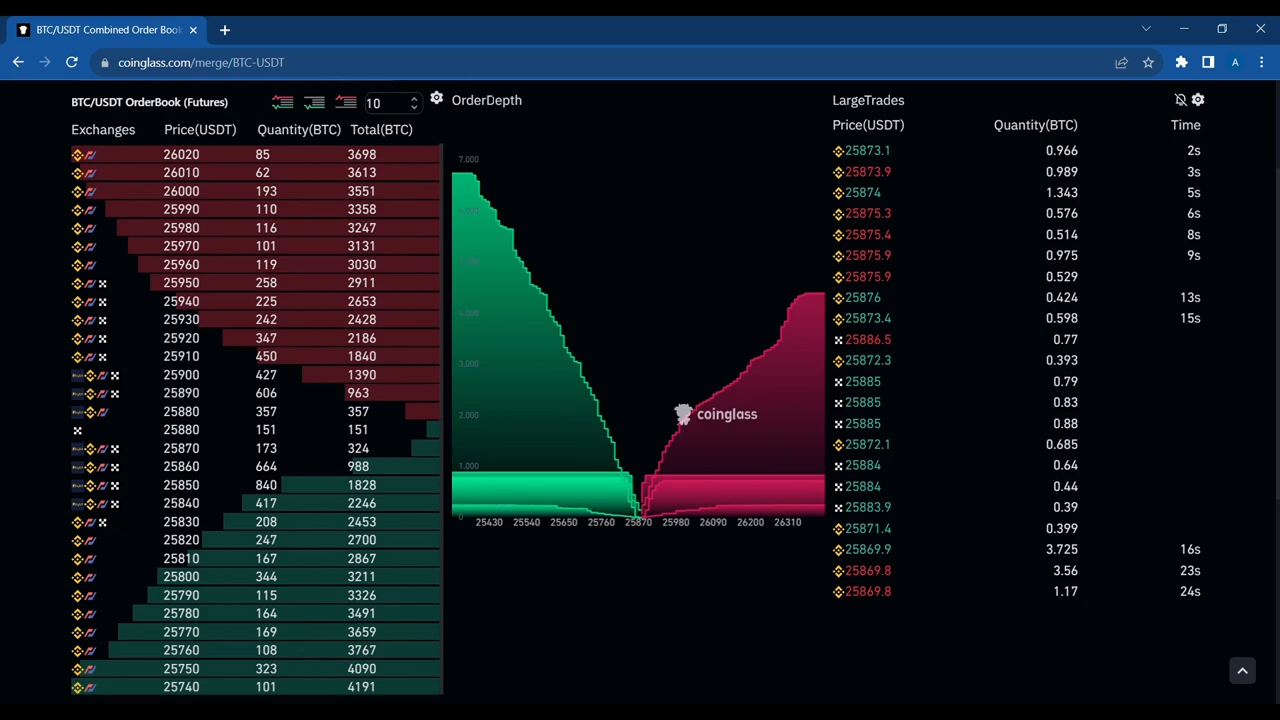 BTC/USDT Combined Order Boo
coinglass.com/merge/BTC-USDT
A
BTC/USDT OrderBook (Futures)
10
Exchanges Price(USDT) Quantity(BTC) Total(BTC)
26020 85 3698
26010 62 3613
26000 193 3551
25990 110 3358
25980 116 3247
25970 101 3131
25960 119 3030
25950 258 2911
25940 225 2653
25930 242 2428
25920 347 2186
25910 450 1840
25900 427 1390
25890 606 963
25880 357 357
25880 151 151
25870 173 324
25860 664 988
25850 840 1828
25840 417 2246
25830 208 2453
25820 247 2700
25810 167 2867
25800 344 3211
25790 115 3326
25780 164 3491
25770 169 3659
25760 108 3767
25750 323 4090
25740 101 4191
OrderDepth
7,000
4,000
3,000
2,000
1,000
0
coinglass
25430 25540 25650 25760 25870 25980 26090 26200 26310
LargeTrades
Price(USDT) Quantity(BTC) Time
25873.1 0.966 2s
25873.9 0.989 3s
25874 1.343 5s
25875.3 0.576 6s
25875.4 0.514 8s
25875.9 0.975 9s
25875.9 0.529
25876 0.424 13s
25873.4 0.598 15s
25886.5 0.77
25872.3 0.393
25885 0.79
25885 0.83
25885 0.88
25872.1 0.685
25884 0.64
25884 0.44
25883.9 0.39
25871.4 0.399
25869.9 3.725 16s
25869.8 3.56 23s
25869.8 1.17 24s